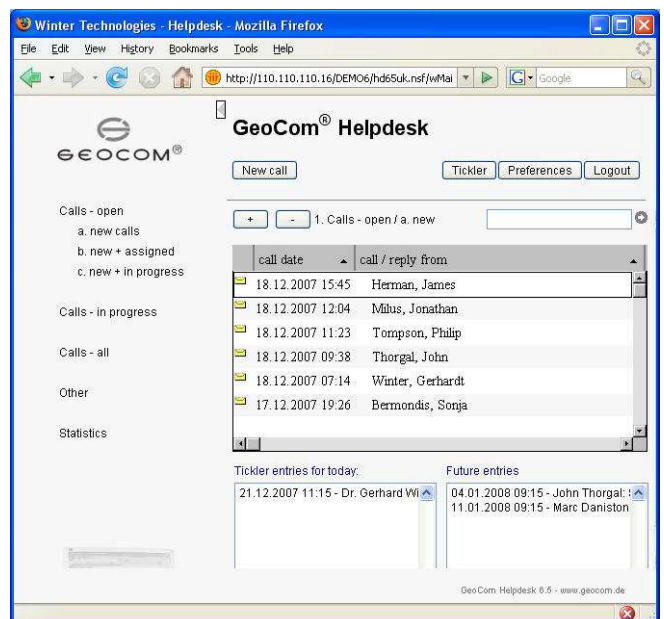 Winter Technologies - Helpdesk - Mozilla Firefox
File Edit View History Bookmarks Tools Help
http://110.110.110.16/DEMO6/hd65uk.nsf/wMai
G Google
GEOCOM®
GeoCom® Helpdesk
New call Tickler Preferences Logout
Calls - open
a. new calls
b. new + assigned
c. new + in progress
Calls - in progress
Calls - all
Other
Statistics
+ - 1. Calls - open / a. new
call date call / reply from
18.12.2007 15:45 Herman, James
18.12.2007 12:04 Milus, Jonathan
18.12.2007 11:23 Tompson, Philip
18.12.2007 09:38 Thorgal, John
18.12.2007 07:14 Winter, Gerhardt
17.12.2007 19:26 Bermondis, Sonja
Tickler entries for today:
21.12.2007 11:15 - Dr. Gerhard Wi
Future entries
04.01.2008 09:15 - John Thorgal:
11.01.2008 09:15 - Marc Daniston
GeoCom Helpdesk 6.5 - www.geocom.de